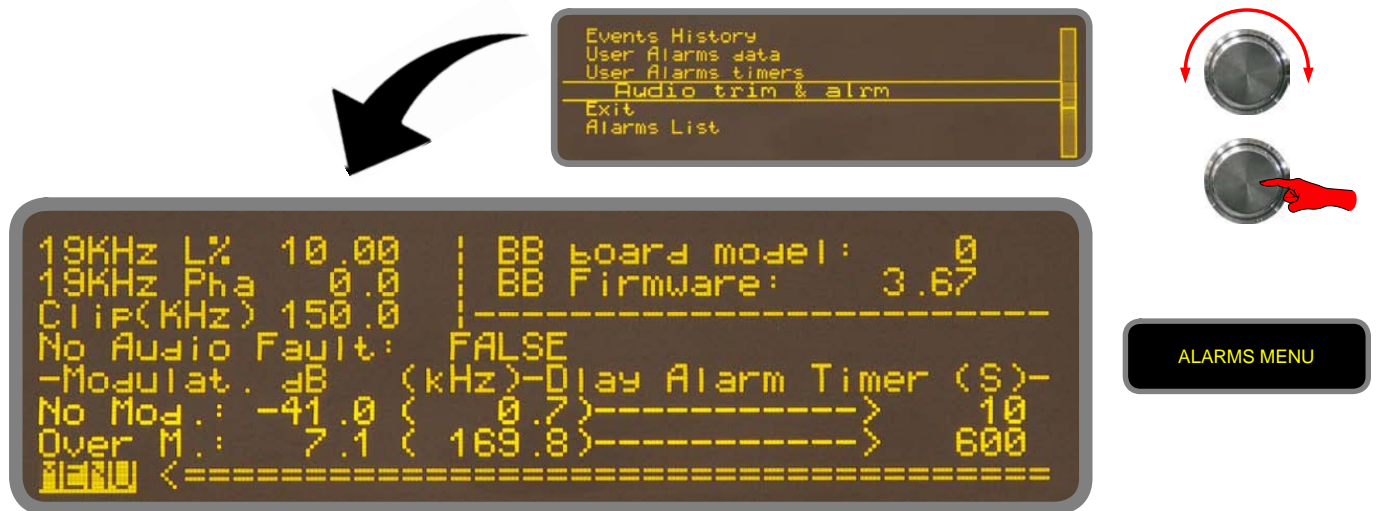 Events History
User Alarms data
User Alarms timers
Audio trim & alrm
Exit
Alarms List
19KHz L% 10.00 ¦ BB board model: 0
19KHz Pha 0.0 ¦ BB Firmware: 3.67
Clip(KHz) 150.0 ¦------------------------------
No Audio Fault: FALSE
-Modulat. dB (kHz)-Dlay Alarm Timer (S)-
No Mod.: -41.0 ( 0.7)------------> 10
Over M.: 7.1 ( 169.8)------------> 600
MENU <========================================
ALARMS MENU